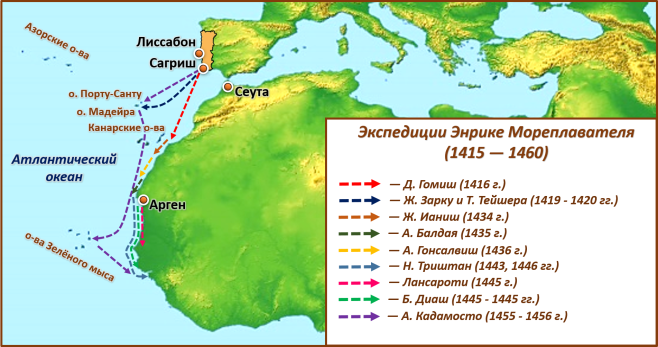 Азорские о-ва
Лиссабон
Сагриш
о. Порту-Санту
Сеута
о. Мадейра
Канарские о-ва
Атлантический
океан
Арген
о-ва Зелёного мыса
Экспедиции Энрике Мореплавателя
(1415 — 1460)
— Д. Гомиш (1416 г.)
— Ж. Зарку и Т. Тейшера (1419 - 1420 гг.)
— Ж. Ианиш (1434 г.)
— А. Балдая (1435 г.)
— А. Гонсалвиш (1436 г.)
— Н. Триштан (1443, 1446 гг.)
— Лансароти (1445 г.)
— Б. Диаш (1445 - 1445 гг.)
— А. Кадамосто (1455 - 1456 г.)